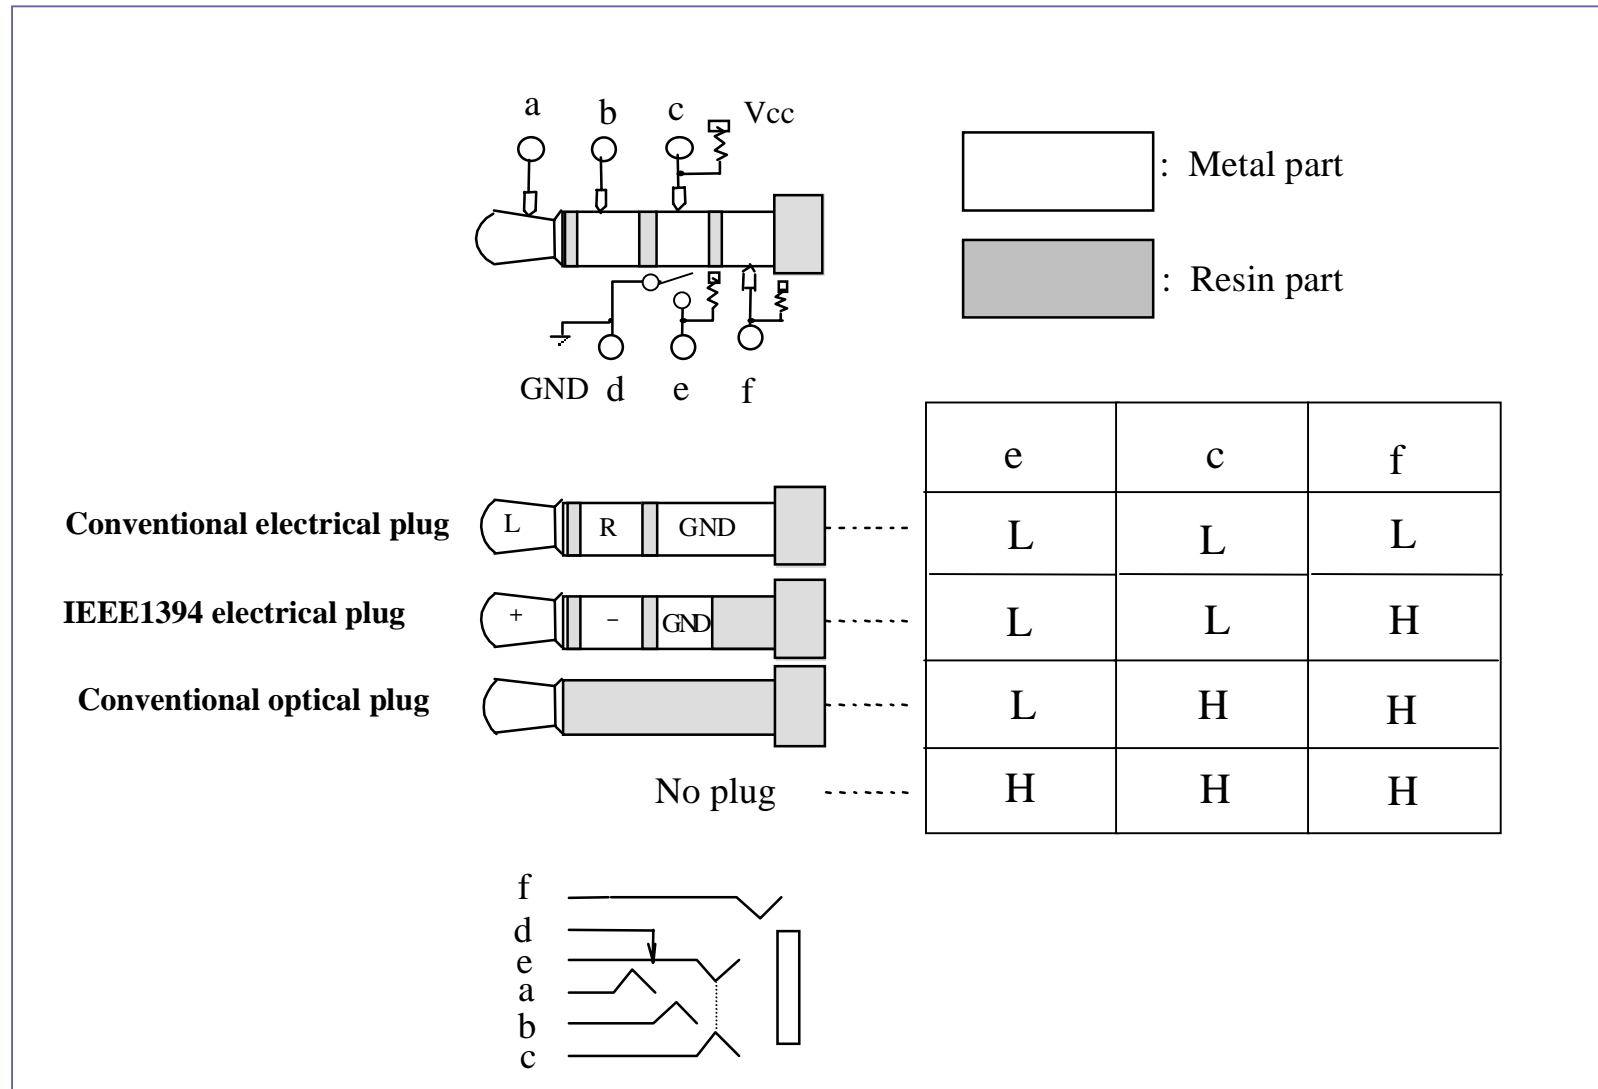 a b c Vcc
: Metal part
: Resin part
GND d e f
e c f
Conventional electrical plug L R GND L L L
IEEE1394 electrical plug + − GND L L H
Conventional optical plug L H H
No plug H H H
f
d
e
a
b
c